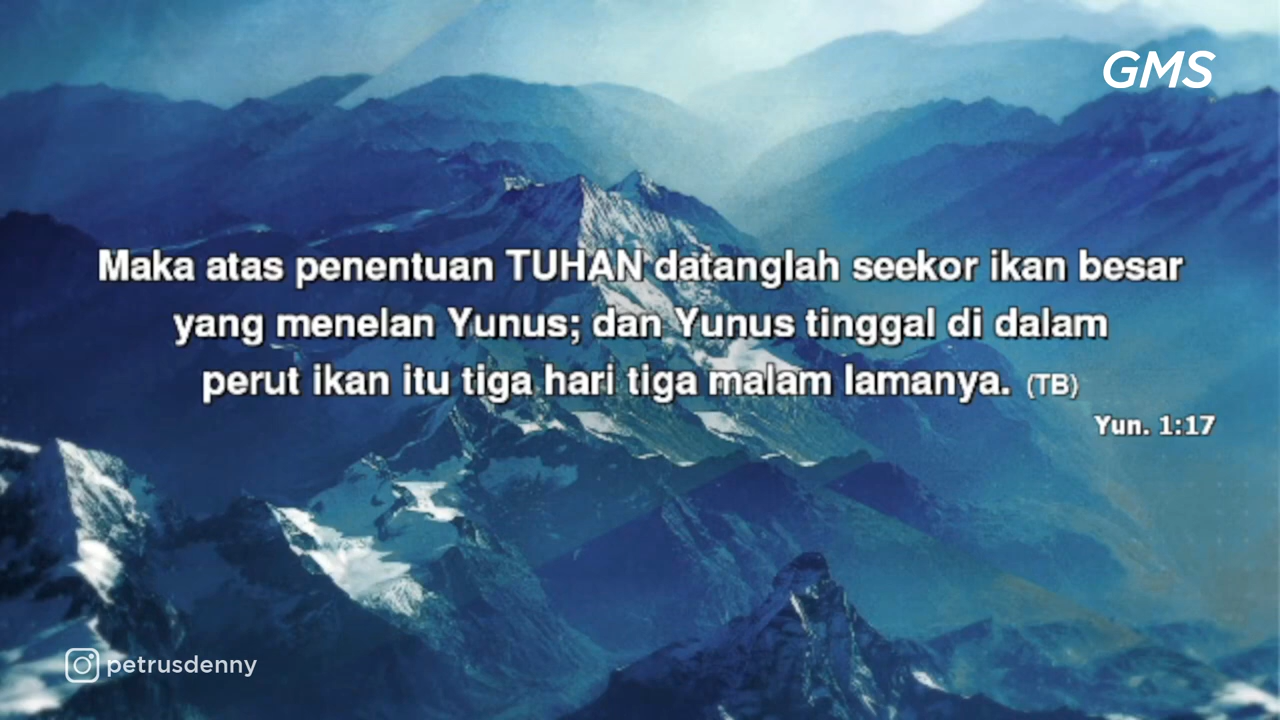 GMS
Maka atas penentuan TUHAN datanglah seekor ikan besar
yang menelan Yunus; dan Yunus tinggal di dalam
perut ikan itu tiga hari tiga malam lamanya. (TB)
Yun. 1:17
petrusdenny